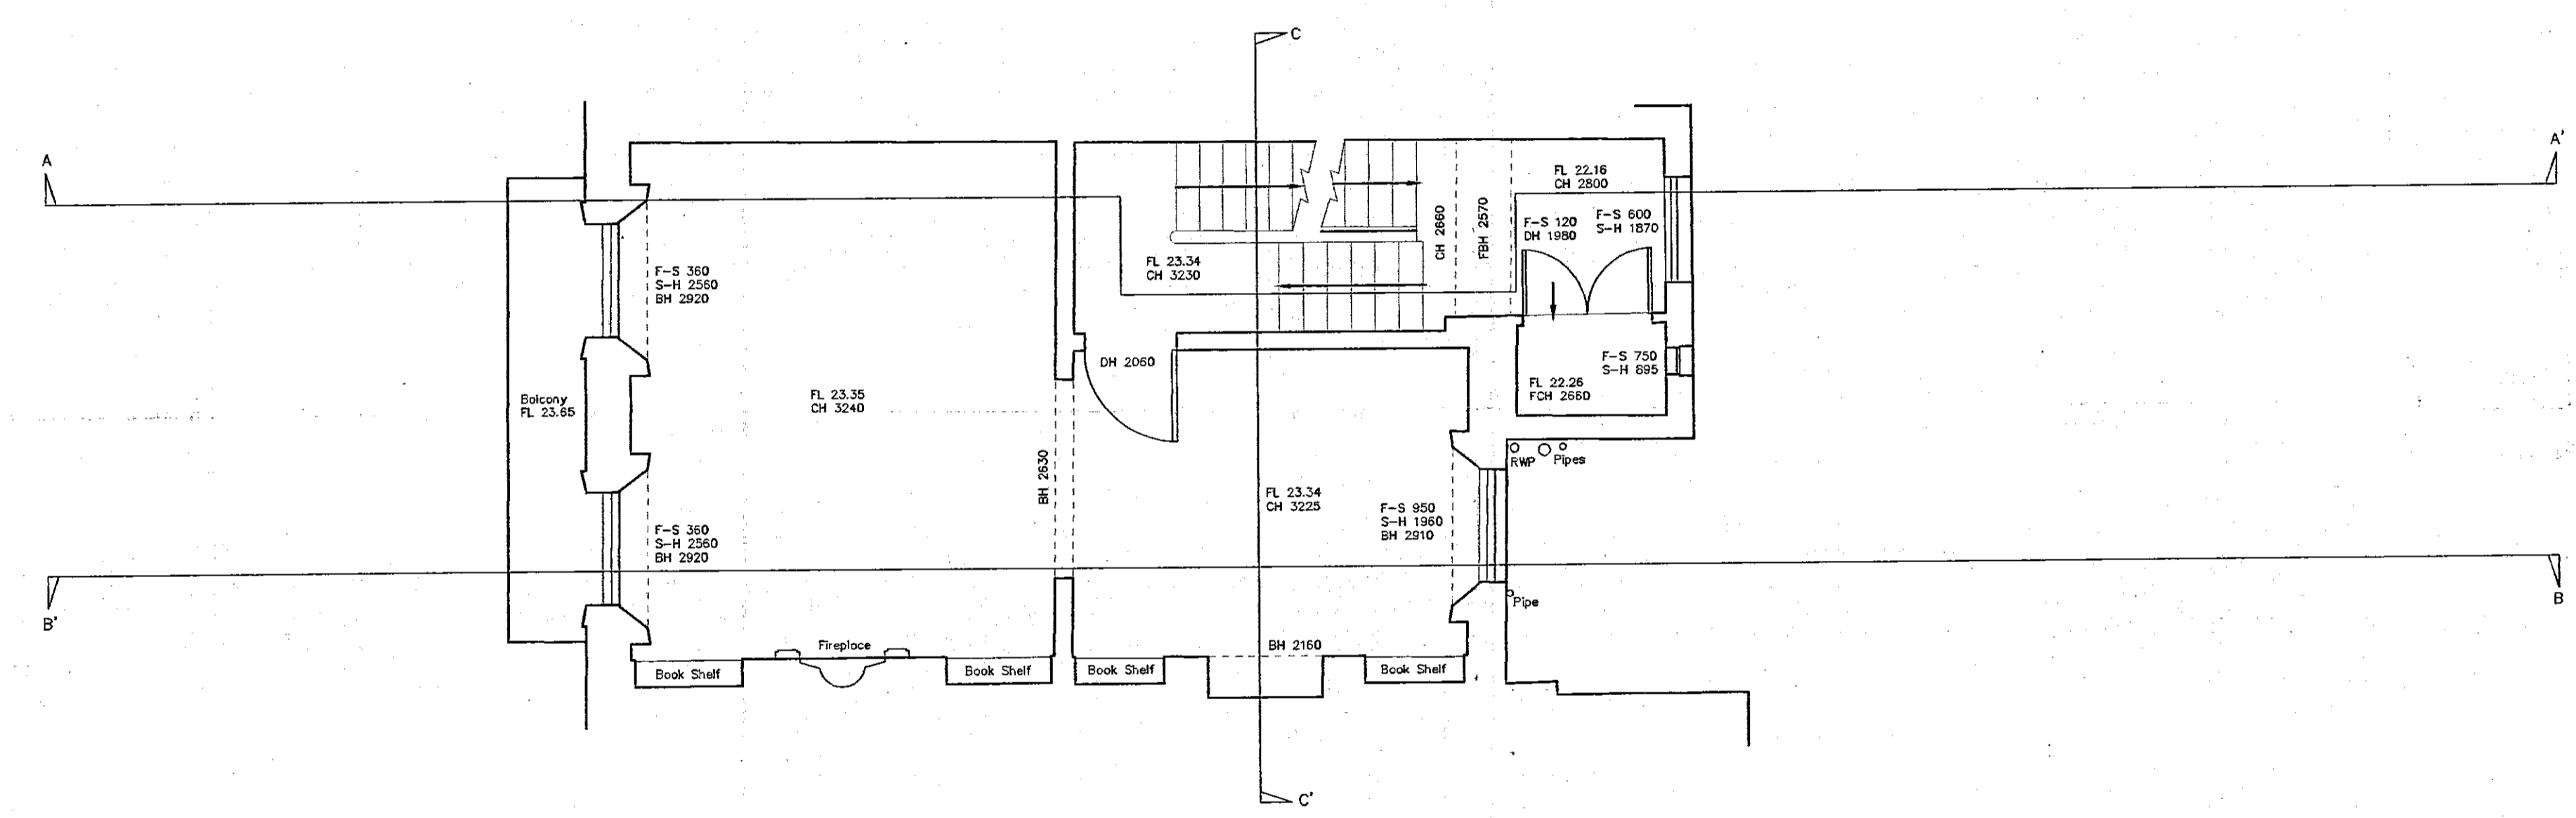 C
A
A'
FL 22.16
CH 2800
F-S 120
DH 1980
F-S 600
S-H 1870
CH 2660
FBH 2570
FL 23.34
CH 3230
F-S 360
S-H 2560
BH 2920
DH 2060
F-S 750
S-H 895
FL 22.26
FCH 2660
Balcony
FL 23.65
FL 23.35
CH 3240
BH 2630
RWP
Pipes
FL 23.34
CH 3225
F-S 950
S-H 1960
BH 2910
F-S 360
S-H 2560
BH 2920
B'
B
Pipe
Fireplace
BH 2160
Book Shelf
Book Shelf
Book Shelf
Book Shelf
C'